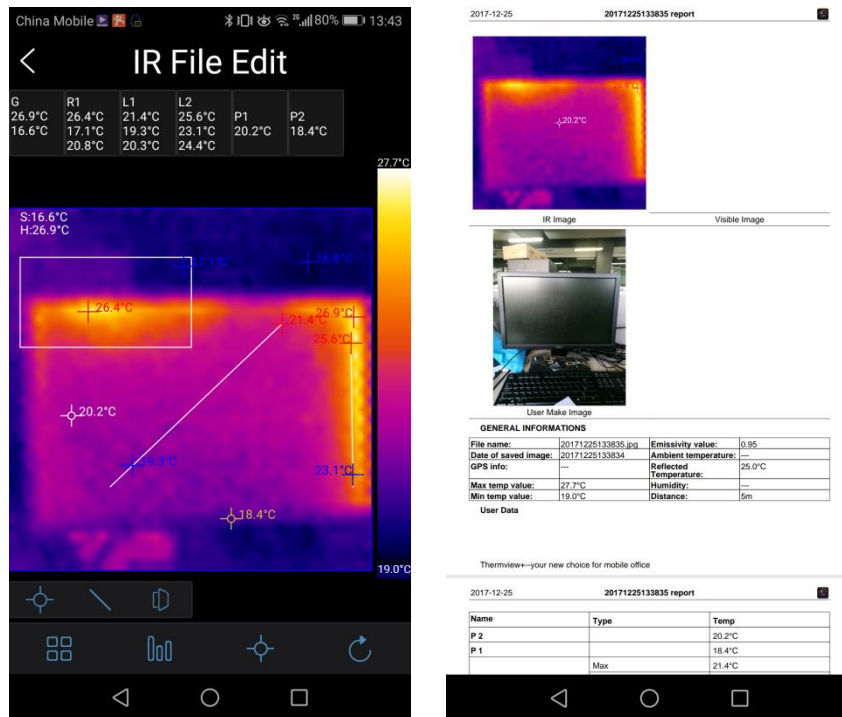 China Mobile 80% 13:43
IR File Edit
G R1 L1 L2
26.9°C 26.4°C 21.4°C 25.6°C P1 P2
16.6°C 17.1°C 19.3°C 23.1°C 20.2°C 18.4°C
20.8°C 20.3°C 24.4°C
27.7°C
S:16.6°C
H:26.9°C
17.1°C 16.6°C
26.4°C 21.4°C 26.9°C
25.6°C
20.2°C
19.3°C 23.1°C
18.4°C
19.0°C
2017-12-25 20171225133835 report
26.9°C
20.2°C
IR Image Visible Image
User Make Image
GENERAL INFORMATIONS
File name: 20171225133835.jpg Emissivity value: 0.95
Date of saved image: 20171225133834 Ambient temperature: ---
GPS info: --- Reflected Temperature: 25.0°C
Max temp value: 27.7°C Humidity: ---
Min temp value: 19.0°C Distance: 5m
User Data
Thermview+--your new choice for mobile office
2017-12-25 20171225133835 report
Name Type Temp
P 2 20.2°C
P 1 18.4°C
Max 21.4°C